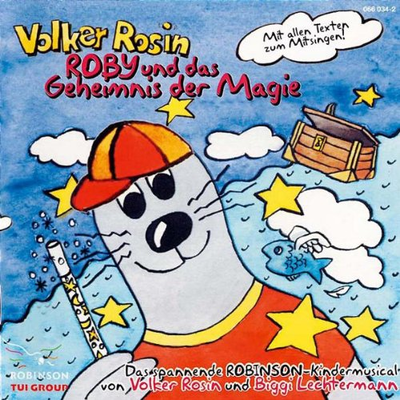 066 034-2
Volker Rosin
ROBY und das
Geheimnis der Magie
Mit allen Texten
zum Mitsingen!
Das spannende ROBINSON-Kindermusical
von Volker Rosin und Biggi Lechtermann
ROBINSON
TUI GROUP